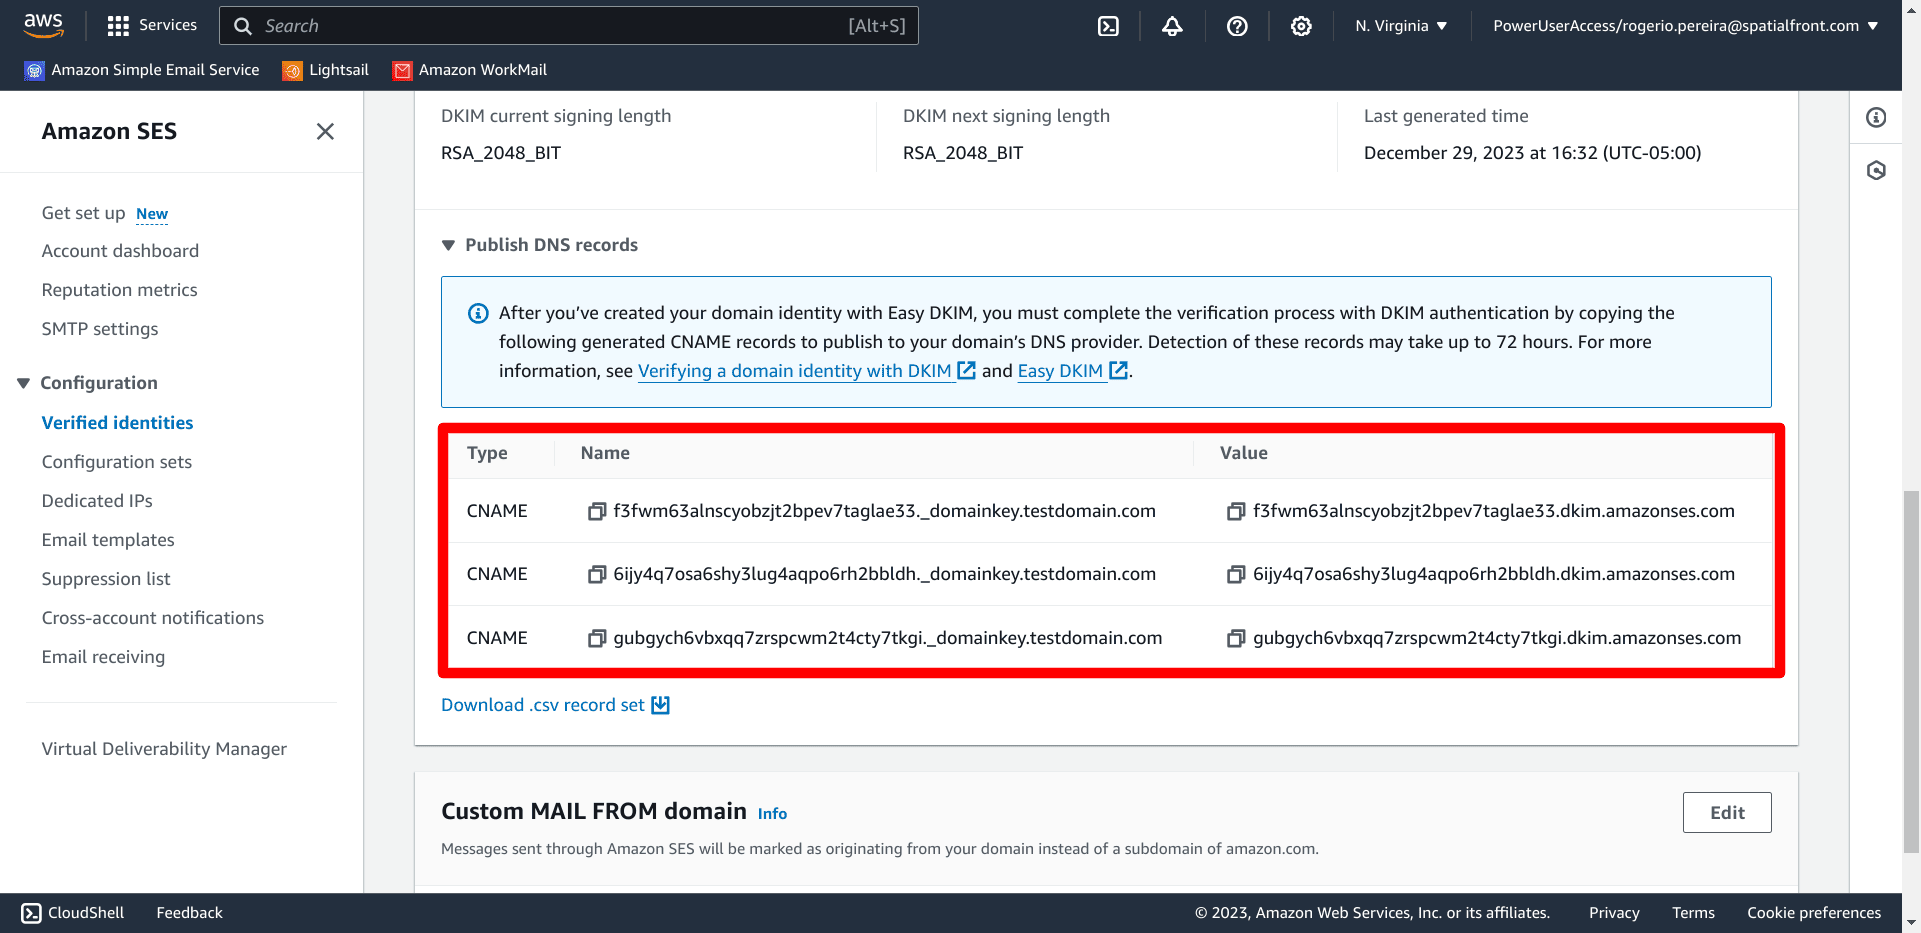 aws
Services
Search
[Alt+S]
N. Virginia
PowerUserAccess/rogerio.pereira@spatialfront.com
Amazon Simple Email Service
Lightsail
Amazon WorkMail
Amazon SES
Get set up New
Account dashboard
Reputation metrics
SMTP settings
Configuration
Verified identities
Configuration sets
Dedicated IPs
Email templates
Suppression list
Cross-account notifications
Email receiving
Virtual Deliverability Manager
DKIM current signing length
RSA_2048_BIT
DKIM next signing length
RSA_2048_BIT
Last generated time
December 29, 2023 at 16:32 (UTC-05:00)
Publish DNS records
After you’ve created your domain identity with Easy DKIM, you must complete the verification process with DKIM authentication by copying the
following generated CNAME records to publish to your domain’s DNS provider. Detection of these records may take up to 72 hours. For more
information, see Verifying a domain identity with DKIM and Easy DKIM.
Type Name Value
CNAME f3fwm63alnscyobzjt2bpev7taglae33._domainkey.testdomain.com f3fwm63alnscyobzjt2bpev7taglae33.dkim.amazonses.com
CNAME 6ijy4q7osa6shy3lug4aqpo6rh2bbldh._domainkey.testdomain.com 6ijy4q7osa6shy3lug4aqpo6rh2bbldh.dkim.amazonses.com
CNAME gubgych6vbxqq7zrspcwm2t4cty7tkgi._domainkey.testdomain.com gubgych6vbxqq7zrspcwm2t4cty7tkgi.dkim.amazonses.com
Download .csv record set
Custom MAIL FROM domain Info
Edit
Messages sent through Amazon SES will be marked as originating from your domain instead of a subdomain of amazon.com.
CloudShell
Feedback
© 2023, Amazon Web Services, Inc. or its affiliates.
Privacy
Terms
Cookie preferences